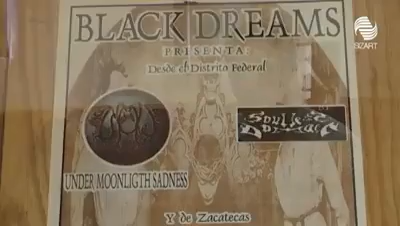 BIZART
BLACK DREAMS
PRESENTA:
Desde el Distrito Federal
UNDER MOONLIGTH SADNESS
Y de Zacatecas